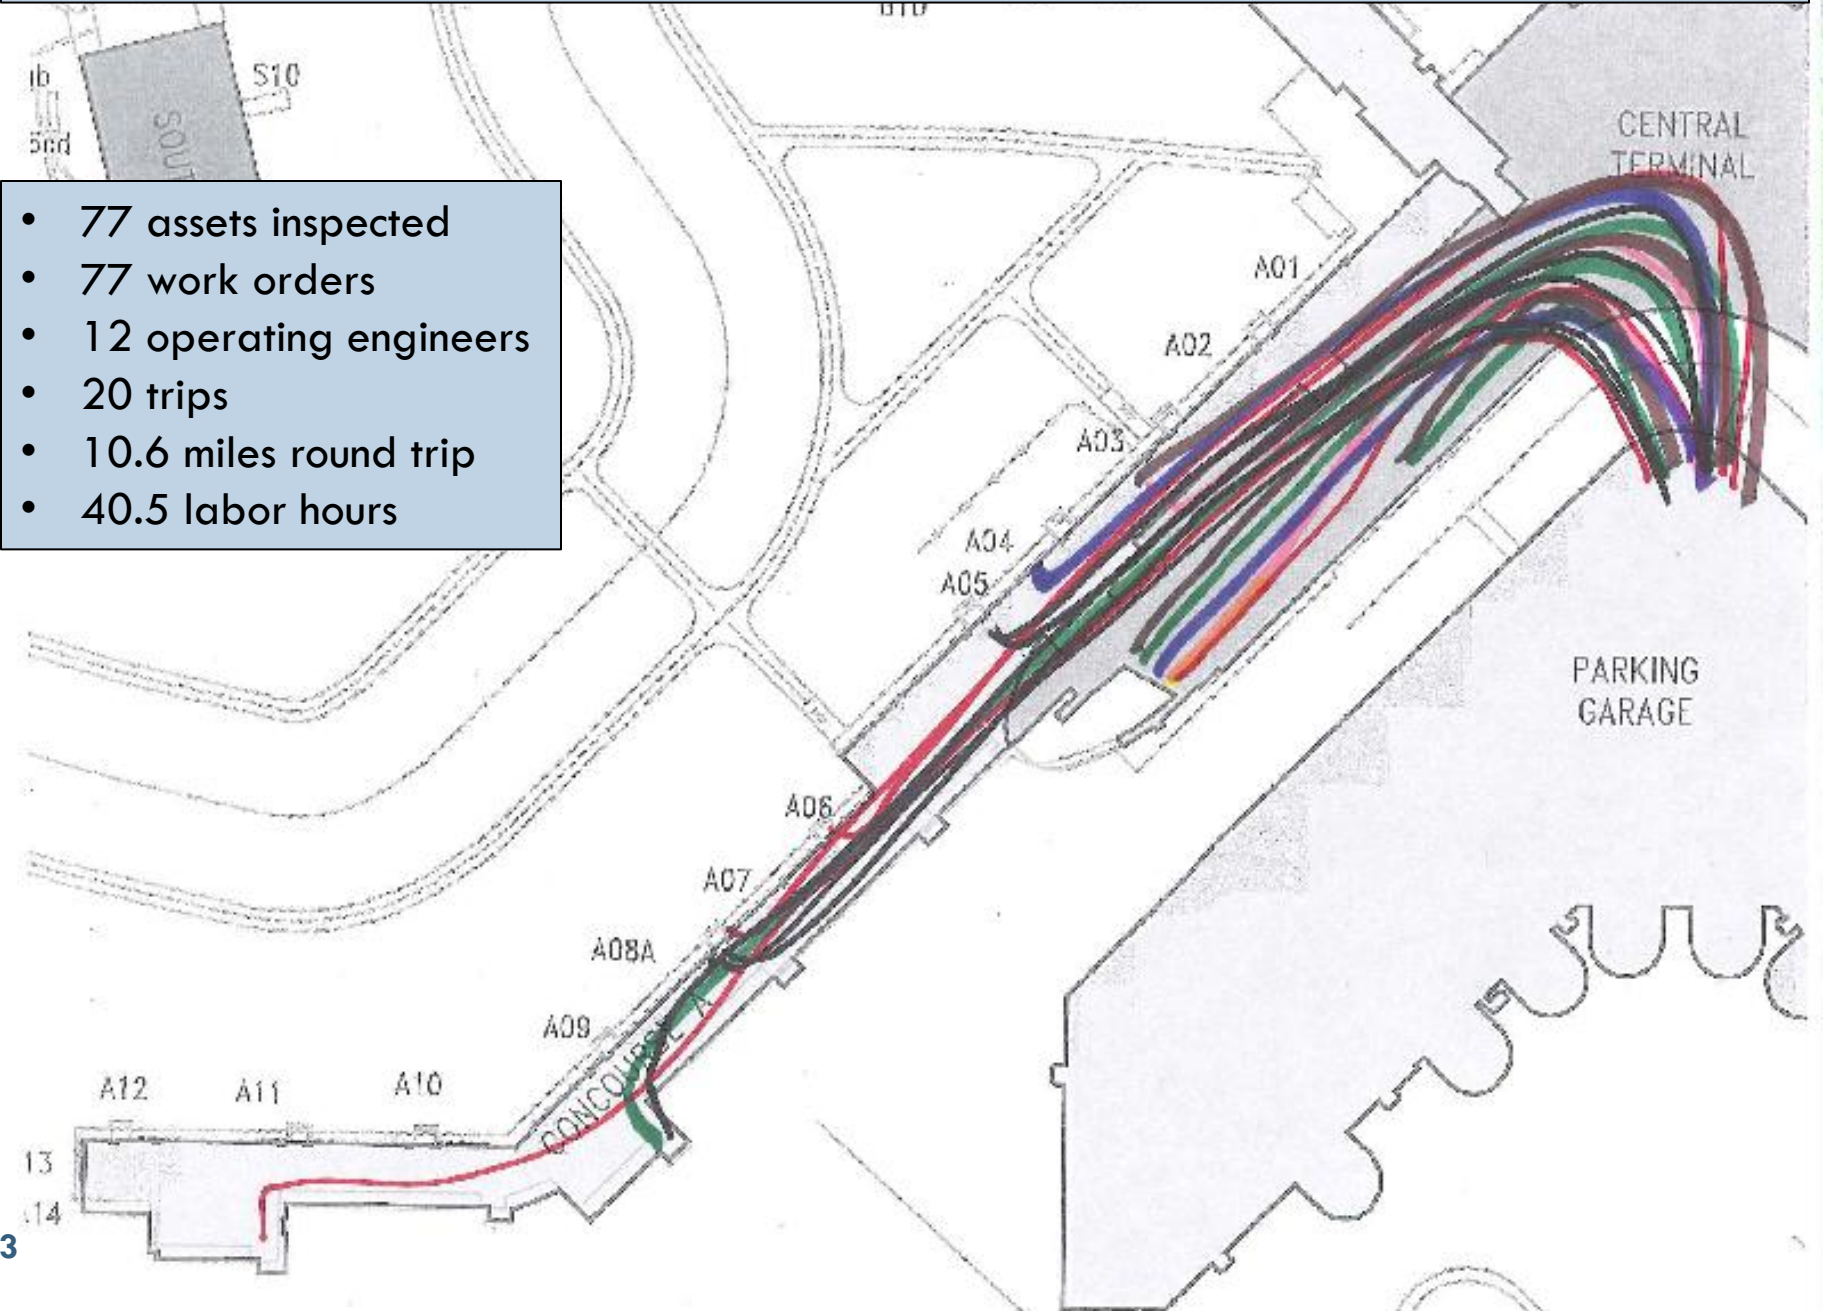 S10
• 77 assets inspected
• 77 work orders
• 12 operating engineers
• 20 trips
• 10.6 miles round trip
• 40.5 labor hours
CENTRAL
TERMINAL
A01
A02
A03
A04
A05
A06
A07
A08A
A09
A10
A11
A12
13
14
CONCOURSE A
PARKING
GARAGE
3